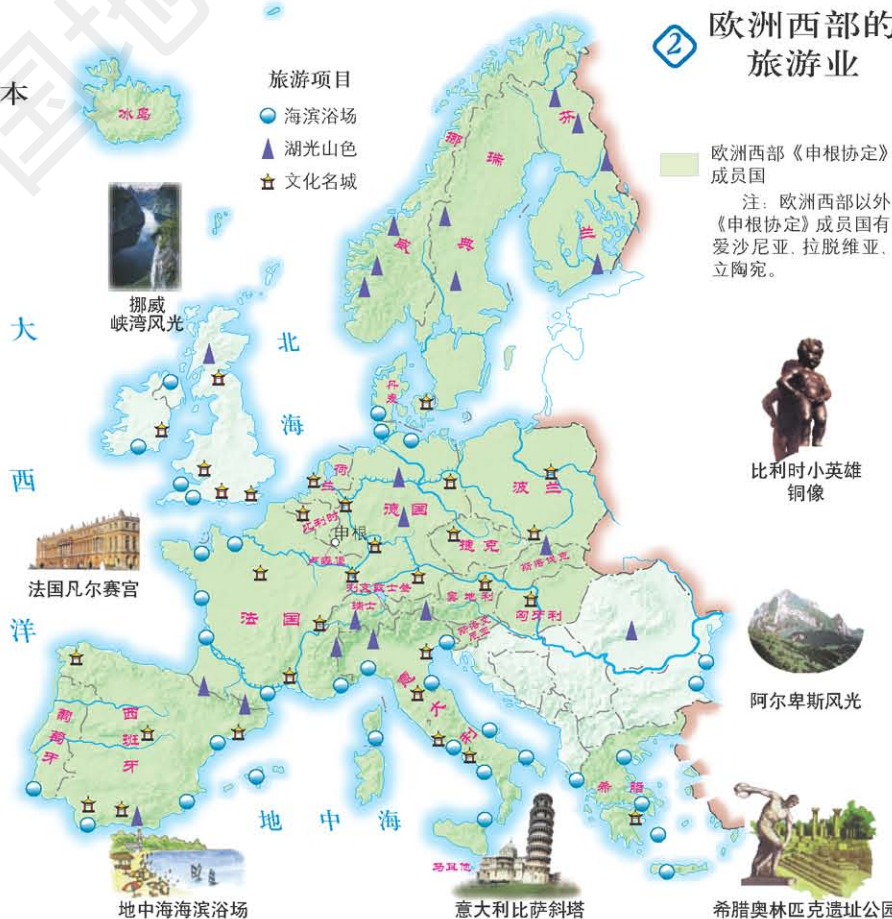 国地
② 欧洲西部的
旅游业
本
旅游项目
海滨浴场
湖光山色
文化名城
欧洲西部《申根协定》
成员国
注: 欧洲西部以外
《申根协定》成员国有
爱沙尼亚、拉脱维亚、
立陶宛。
冰岛
挪威
瑞典
芬兰
挪威
峡湾风光
大西洋
北海
丹麦
荷兰
比利时
德国
波兰
申根
卢森堡
捷克
斯洛伐克
法国
列支敦士登
瑞士
奥地利
匈牙利
斯洛文尼亚
意大利
葡萄牙
西班牙
希腊
马耳他
地中海
比利时小英雄
铜像
法国凡尔赛宫
阿尔卑斯风光
地中海海滨浴场
意大利比萨斜塔
希腊奥林匹克遗址公园